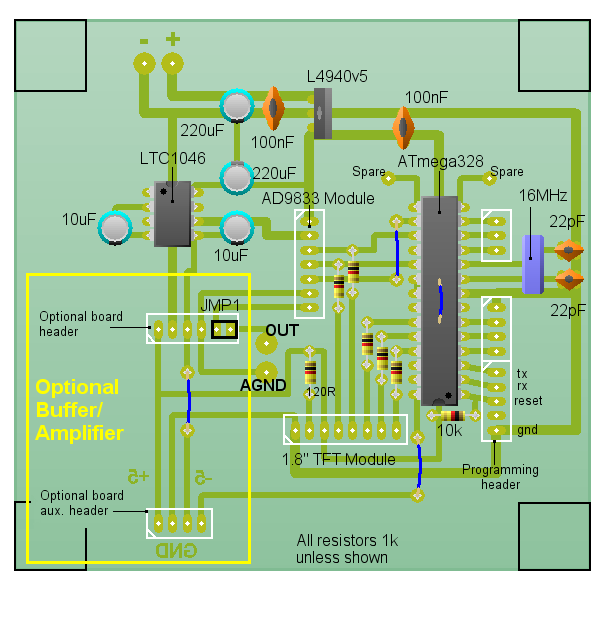 - +
L4940v5
100nF
220uF
100nF
LTC1046
ATmega328
220uF
Spare
Spare
AD9833 Module
16MHz
10uF
10uF
22pF
22pF
JMP1
Optional board
header
OUT
Optional
Buffer/
Amplifier
AGND
120R
tx
rx
reset
10k
gnd
1.8" TFT Module
Programming
header
+5
-5
Optional board
aux. header
GND
All resistors 1k
unless shown